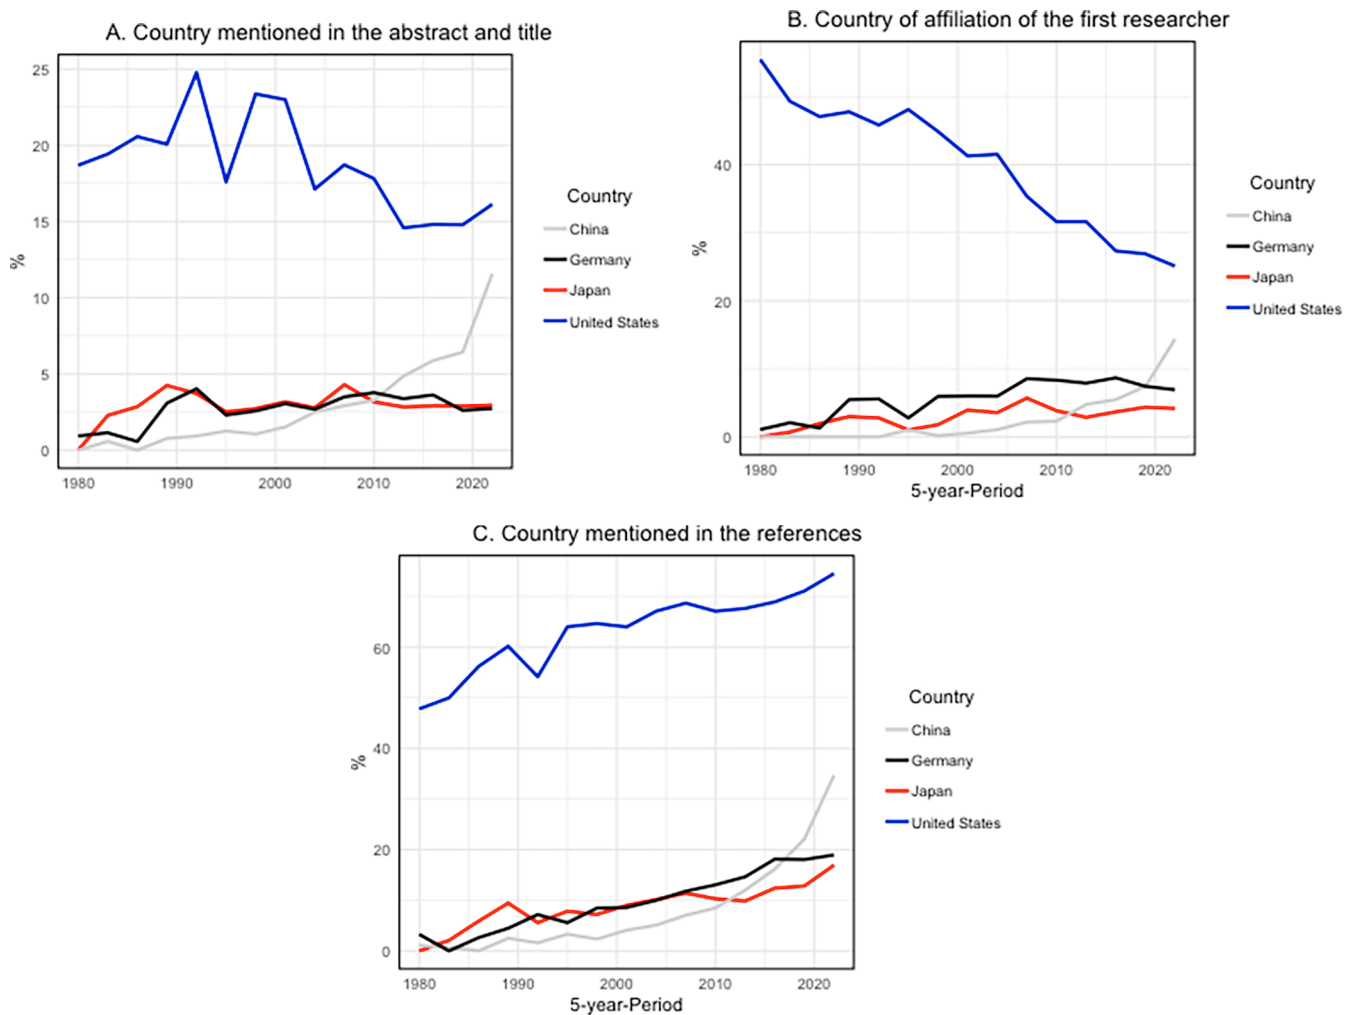 A. Country mentioned in the abstract and title
25
20
15
10
5
0
%
1980 1990 2000 2010 2020
Country
China
Germany
Japan
United States
B. Country of affiliation of the first researcher
40
20
0
%
1980 1990 2000 2010 2020
5-year-Period
Country
China
Germany
Japan
United States
C. Country mentioned in the references
60
40
20
0
%
1980 1990 2000 2010 2020
5-year-Period
Country
China
Germany
Japan
United States